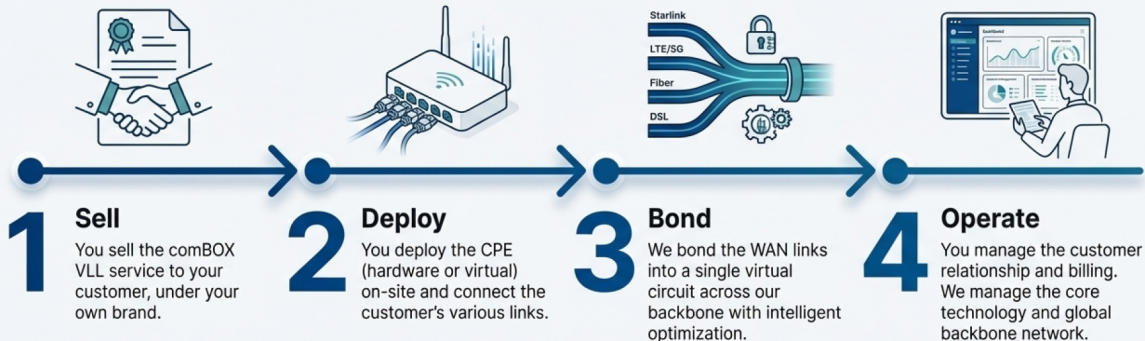 Starlink
LTE/SG
Fiber
DSL
1
Sell
You sell the comBOX
VLL service to your
customer, under your
own brand.
2
Deploy
You deploy the CPE
(hardware or virtual)
on-site and connect the
customer's various links.
3
Bond
We bond the WAN links
into a single virtual
circuit across our
backbone with intelligent
optimization.
4
Operate
You manage the customer
relationship and billing.
We manage the core
technology and global
backbone network.